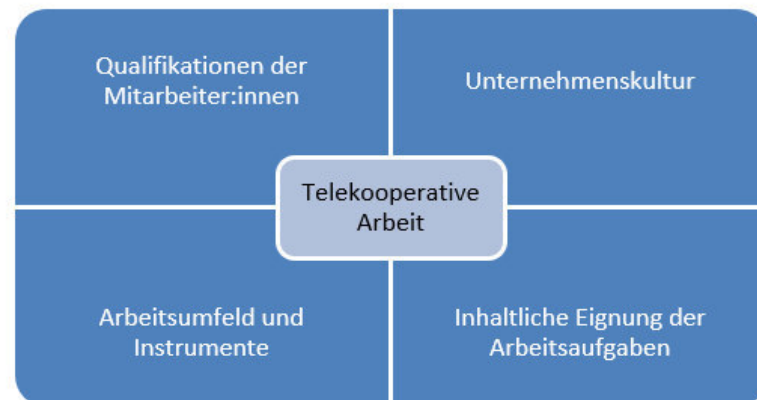 Qualifikationen der
Mitarbeiter:innen
Unternehmenskultur
Telekooperative
Arbeit
Arbeitsumfeld und
Instrumente
Inhaltliche Eignung der
Arbeitsaufgaben